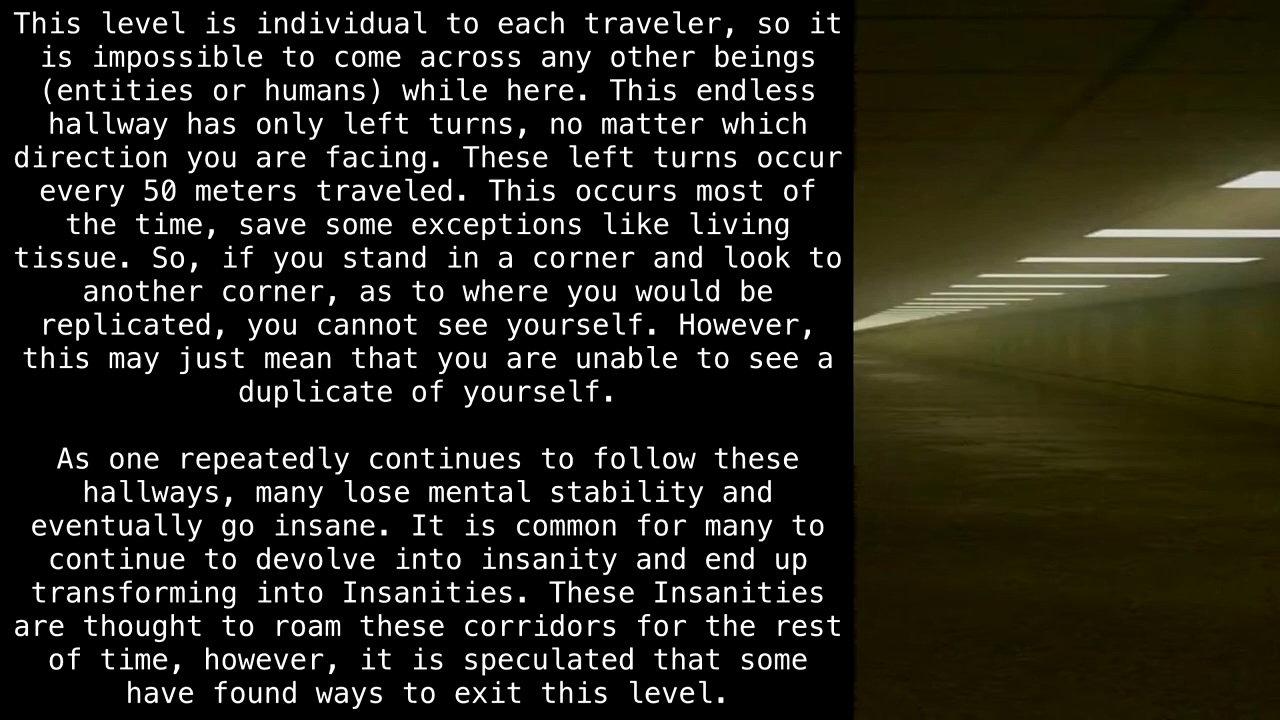 This level is individual to each traveler, so it
is impossible to come across any other beings
(entities or humans) while here. This endless
hallway has only left turns, no matter which
direction you are facing. These left turns occur
every 50 meters traveled. This occurs most of
the time, save some exceptions like living
tissue. So, if you stand in a corner and look to
another corner, as to where you would be
replicated, you cannot see yourself. However,
this may just mean that you are unable to see a
duplicate of yourself.
As one repeatedly continues to follow these
hallways, many lose mental stability and
eventually go insane. It is common for many to
continue to devolve into insanity and end up
transforming into Insanities. These Insanities
are thought to roam these corridors for the rest
of time, however, it is speculated that some
have found ways to exit this level.